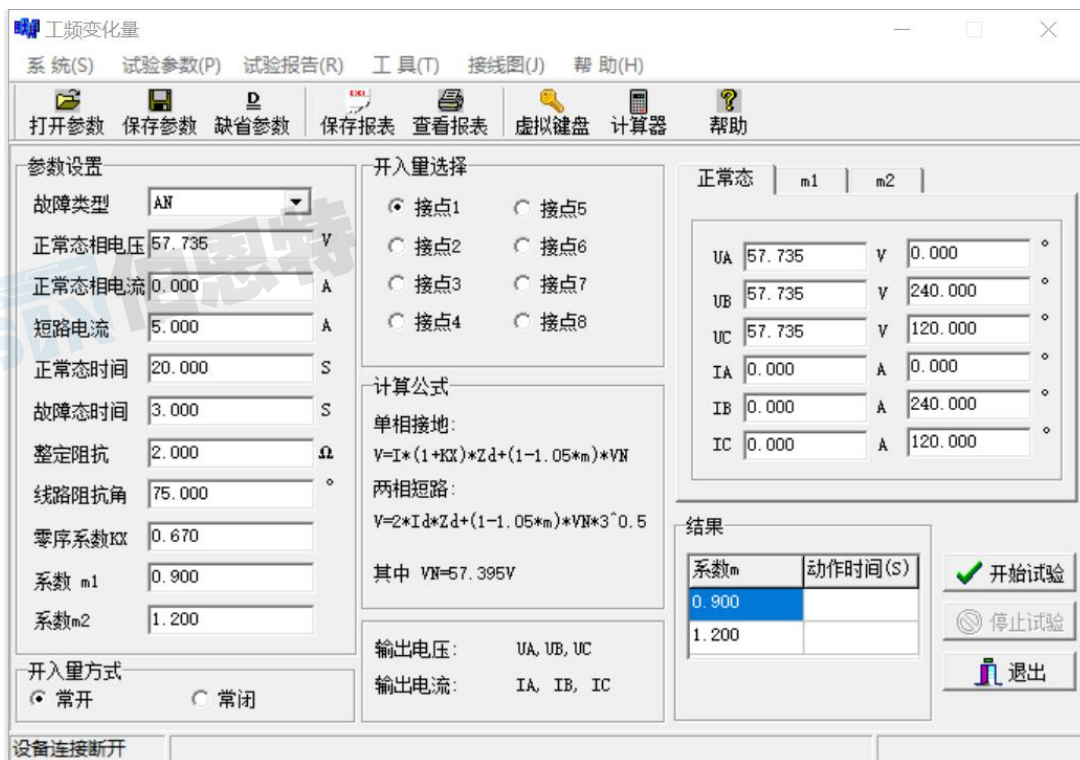 工频变化量
系 统(S) 试验参数(P) 试验报告(R) 工 具(T) 接线图(J) 帮 助(H)
打开参数 保存参数 缺省参数 保存报表 查看报表 虚拟键盘 计算器 帮助
参数设置
故障类型 AN
正常态相电压 57.735 V
正常态相电流 0.000 A
短路电流 5.000 A
正常态时间 20.000 S
故障态时间 3.000 S
整定阻抗 2.000 Ω
线路阻抗角 75.000 °
零序系数KX 0.670
系数 m1 0.900
系数m2 1.200
开入量方式
常开 常闭
开入量选择
接点1 接点5
接点2 接点6
接点3 接点7
接点4 接点8
计算公式
单相接地:
V=I*(1+KX)*Zd+(1-1.05*m)*VN
两相短路:
V=2*Id*Zd+(1-1.05*m)*VN*3^0.5
其中 VN=57.395V
输出电压: UA,UB,UC
输出电流: IA, IB, IC
正常态 m1 m2
UA 57.735 V 0.000 °
UB 57.735 V 240.000 °
UC 57.735 V 120.000 °
IA 0.000 A 0.000 °
IB 0.000 A 240.000 °
IC 0.000 A 120.000 °
结果
系数m 动作时间(S)
0.900
1.200
开始试验
停止试验
退出
设备连接断开
伯恩特